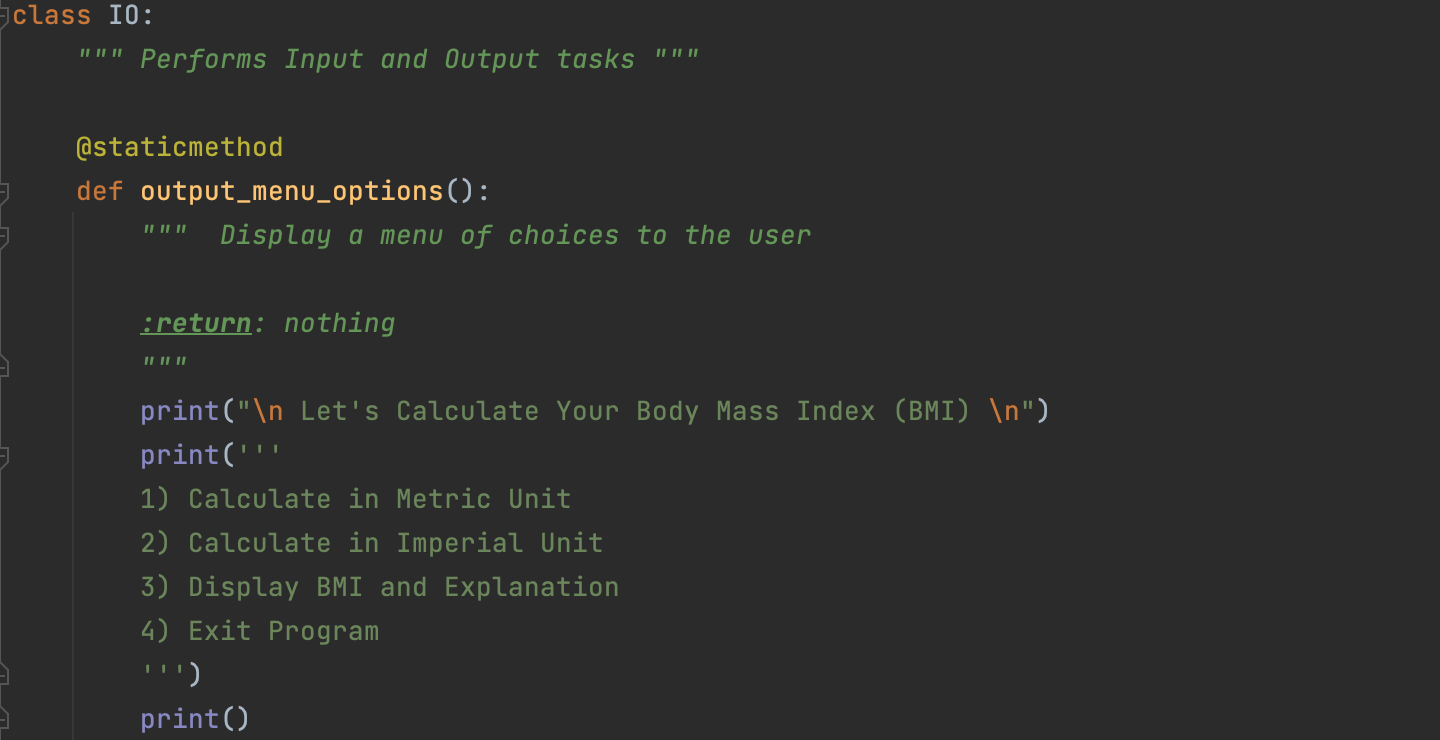 class IO:
    """ Performs Input and Output tasks """
    @staticmethod
    def output_menu_options():
        """  Display a menu of choices to the user
        :return: nothing
        """
        print("\n Let's Calculate Your Body Mass Index (BMI) \n")
        print('''
        1) Calculate in Metric Unit
        2) Calculate in Imperial Unit
        3) Display BMI and Explanation
        4) Exit Program
        ''')
        print()